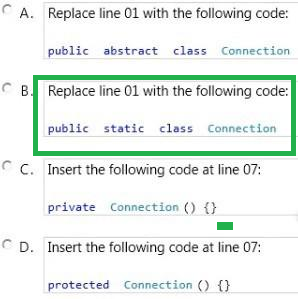 A. Replace line 01 with the following code:
public abstract class Connection
B. Replace line 01 with the following code:
public static class Connection
C. Insert the following code at line 07:
private Connection () {}
D. Insert the following code at line 07:
protected Connection () {}